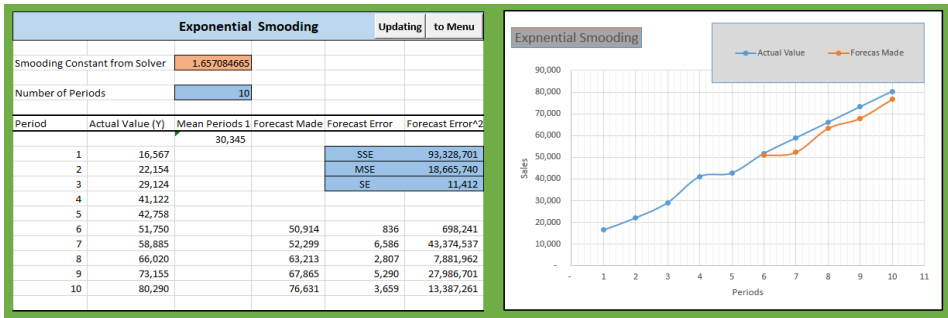 Exponential Smooding
Updating
to Menu
Smooding Constant from Solver 1.657084665
Number of Periods 10
Period Actual Value (Y) Mean Periods 1 Forecast Made Forecast Error Forecast Error^2
30,345
1 16,567 SSE 93,328,701
2 22,154 MSE 18,665,740
3 29,124 SE 11,412
4 41,122
5 42,758
6 51,750 50,914 836 698,241
7 58,885 52,299 6,586 43,374,537
8 66,020 63,213 2,807 7,881,962
9 73,155 67,865 5,290 27,986,701
10 80,290 76,631 3,659 13,387,261
Expnential Smooding
Actual Value Forecas Made
90,000
80,000
70,000
60,000
50,000
40,000
30,000
20,000
10,000
-
Sales
- 1 2 3 4 5 6 7 8 9 10 11
Periods